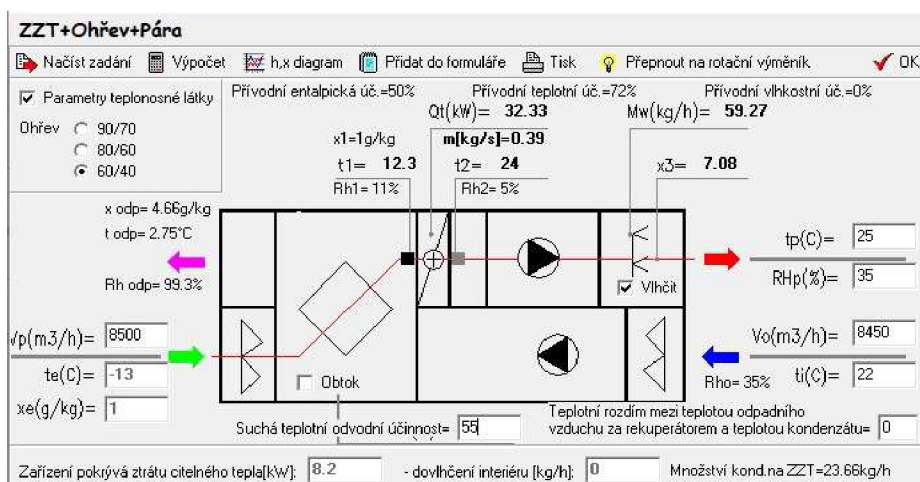 ZZT+Ohřev+Pára
Načíst zadání Výpočet h,x diagram Přidat do formuláře Tisk Přepnout na rotační výměník OK
Parametry teplonosné látky
Přívodní entalpická úč.=50% Přívodní teplotní úč.=72% Přívodní vlhkostní úč.=0%
Ohřev 90/70
80/60
60/40
Qt(kW)= 32.33 Mw(kg/h)= 59.27
x1=1g/kg m[kg/s]=0.39
t1= 12.3 t2= 24 x3= 7.08
Rh1= 11% Rh2= 5%
x odp= 4.66g/kg
t odp= 2.75°C
Rh odp= 99.3%
tp(C)= 25
RHp(%)= 35
Vlhčit
Vp(m3/h)= 8500
te(C)= -13
xe(g/kg)= 1
Obtok
Vo(m3/h)= 8450
Rho= 35% ti(C)= 22
Suchá teplotní odvodní účinnost= 55
Teplotní rozdím mezi teplotou odpadního
vzduchu za rekuperátorem a teplotou kondenzátu= 0
Zařízení pokrývá ztrátu citelného tepla[kW]: 8.2 - dovlhčení interiéru [kg/h]: 0 Množství kond.na ZZT=23.66kg/h